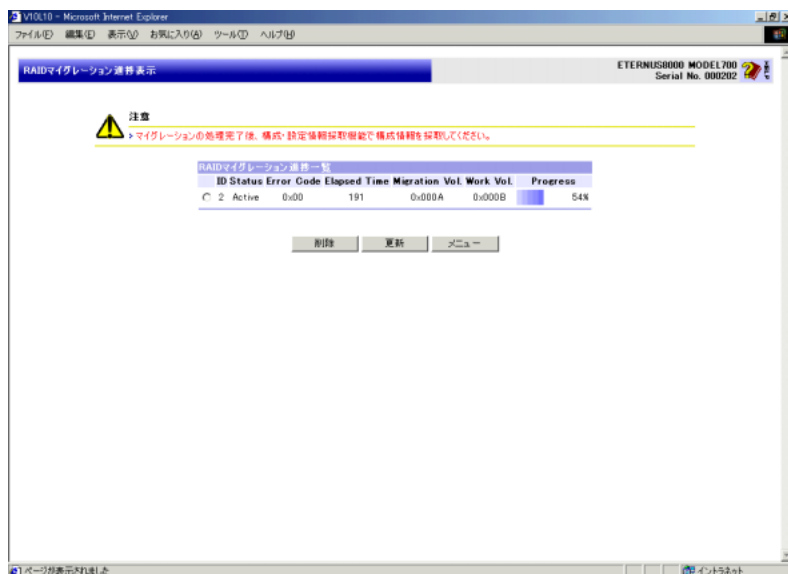 V10L10 - Microsoft Internet Explorer
ファイル(F) 編集(E) 表示(V) お気に入り(A) ツール(T) ヘルプ(H)
RAIDマイグレーション進捗表示
ETERNUS8000 MODEL700
Serial No. 000202
注意
マイグレーションの処理完了後、構成・設定情報採取機能で構成情報を採取してください。
RAIDマイグレーション進捗一覧
ID Status Error Code Elapsed Time Migration Vol. Work Vol. Progress
2 Active 0x00 191 0x000A 0x000B 54%
削除 更新 メニュー
ページが表示されました イントラネット